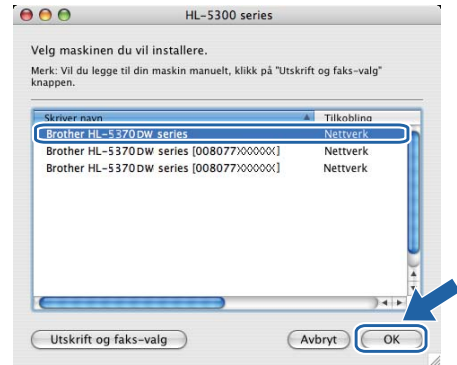 HL-5300 series
Velg maskinen du vil installere.
Merk: Vil du legge til din maskin manuelt, klikk på "Utskrift og faks-valg"
knappen.
Skriver navn Tilkobling
Brother HL-5370DW series Nettverk
Brother HL-5370DW series [008077XXXXXX] Nettverk
Brother HL-5370DW series [008077XXXXXX] Nettverk
Utskrift og faks-valg Avbryt OK